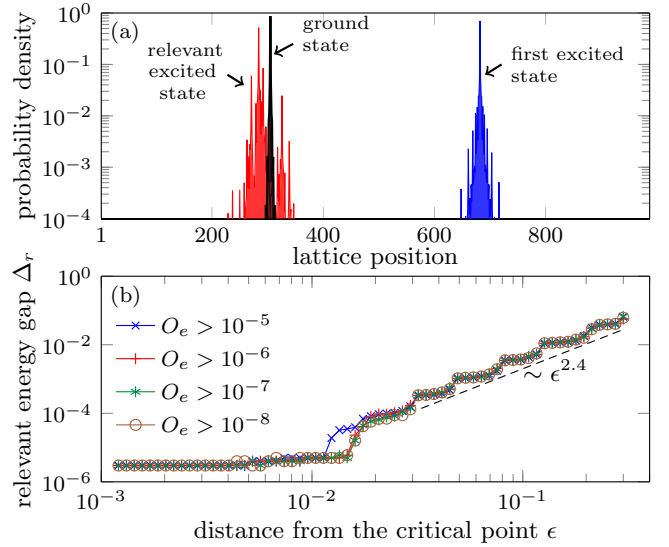 (a)
probability density
10^0
10^-1
10^-2
10^-3
10^-4
relevant
excited
state
ground
state
first excited
state
1 200 400 600 800
lattice position
(b)
relevant energy gap Δ_r
10^0
10^-2
10^-4
10^-6
O_e > 10^-5
O_e > 10^-6
O_e > 10^-7
O_e > 10^-8
~ ϵ^2.4
10^-3 10^-2 10^-1
distance from the critical point ϵ